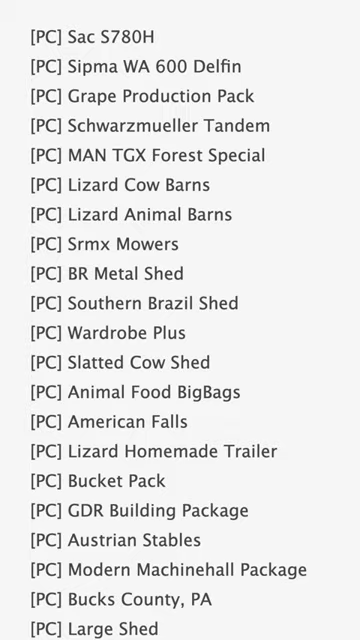 [PC] Sac S780H
[PC] Sipma WA 600 Delfin
[PC] Grape Production Pack
[PC] Schwarzmueller Tandem
[PC] MAN TGX Forest Special
[PC] Lizard Cow Barns
[PC] Lizard Animal Barns
[PC] Srmx Mowers
[PC] BR Metal Shed
[PC] Southern Brazil Shed
[PC] Wardrobe Plus
[PC] Slatted Cow Shed
[PC] Animal Food BigBags
[PC] American Falls
[PC] Lizard Homemade Trailer
[PC] Bucket Pack
[PC] GDR Building Package
[PC] Austrian Stables
[PC] Modern Machinehall Package
[PC] Bucks County, PA
[PC] Large Shed